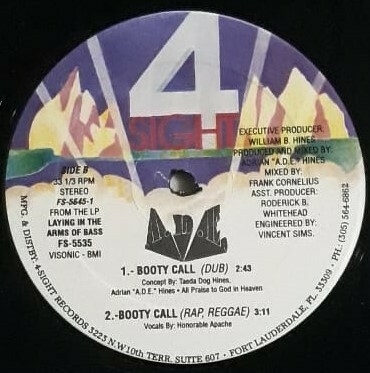 4
SIGHT
SIDE B
33 1/3 RPM
STEREO
FS-5645-1
FROM THE LP
LAYING IN THE
ARMS OF BASS
FS-5535
VISONIC - BMI
EXECUTIVE PRODUCER:
WILLIAM B. HINES
PRODUCED AND MIXED BY:
ADRIAN "A.D.E." HINES
MIXED BY:
FRANK CORNELIUS
ASST. PRODUCER:
RODERICK B.
WHITEHEAD
ENGINEERED BY:
VINCENT SIMS.
A.D.E.
1.- BOOTY CALL (DUB) 2:43
Concept By: Taeda Dog Hines,
Adrian "A.D.E." Hines • All Praise to God in Heaven
2.-BOOTY CALL (RAP, REGGAE) 3:11
Vocals By: Honorable Apache
MFG. & DISTBY: 4-SIGHT RECORDS 3223 N.W 10th TERR. SUITE 607 • FORT LAUDERDALE, FL. 33309 • PH: (305) 564-6862